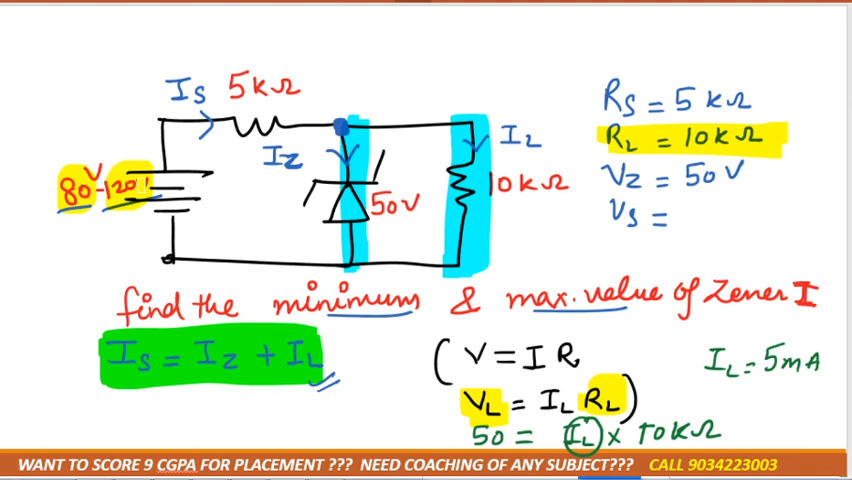 Is 5kΩ
Rs = 5 kΩ
RL = 10kΩ
Vz = 50 V
Vs =
Iz
IL
80V-120V
50V
10kΩ
find the minimum & max. value of Zener I
Is = Iz + IL
( V = I R
VL = IL RL )
50 = IL × 10kΩ
IL = 5mA
WANT TO SCORE 9 CGPA FOR PLACEMENT ??? NEED COACHING OF ANY SUBJECT??? CALL 9034223003